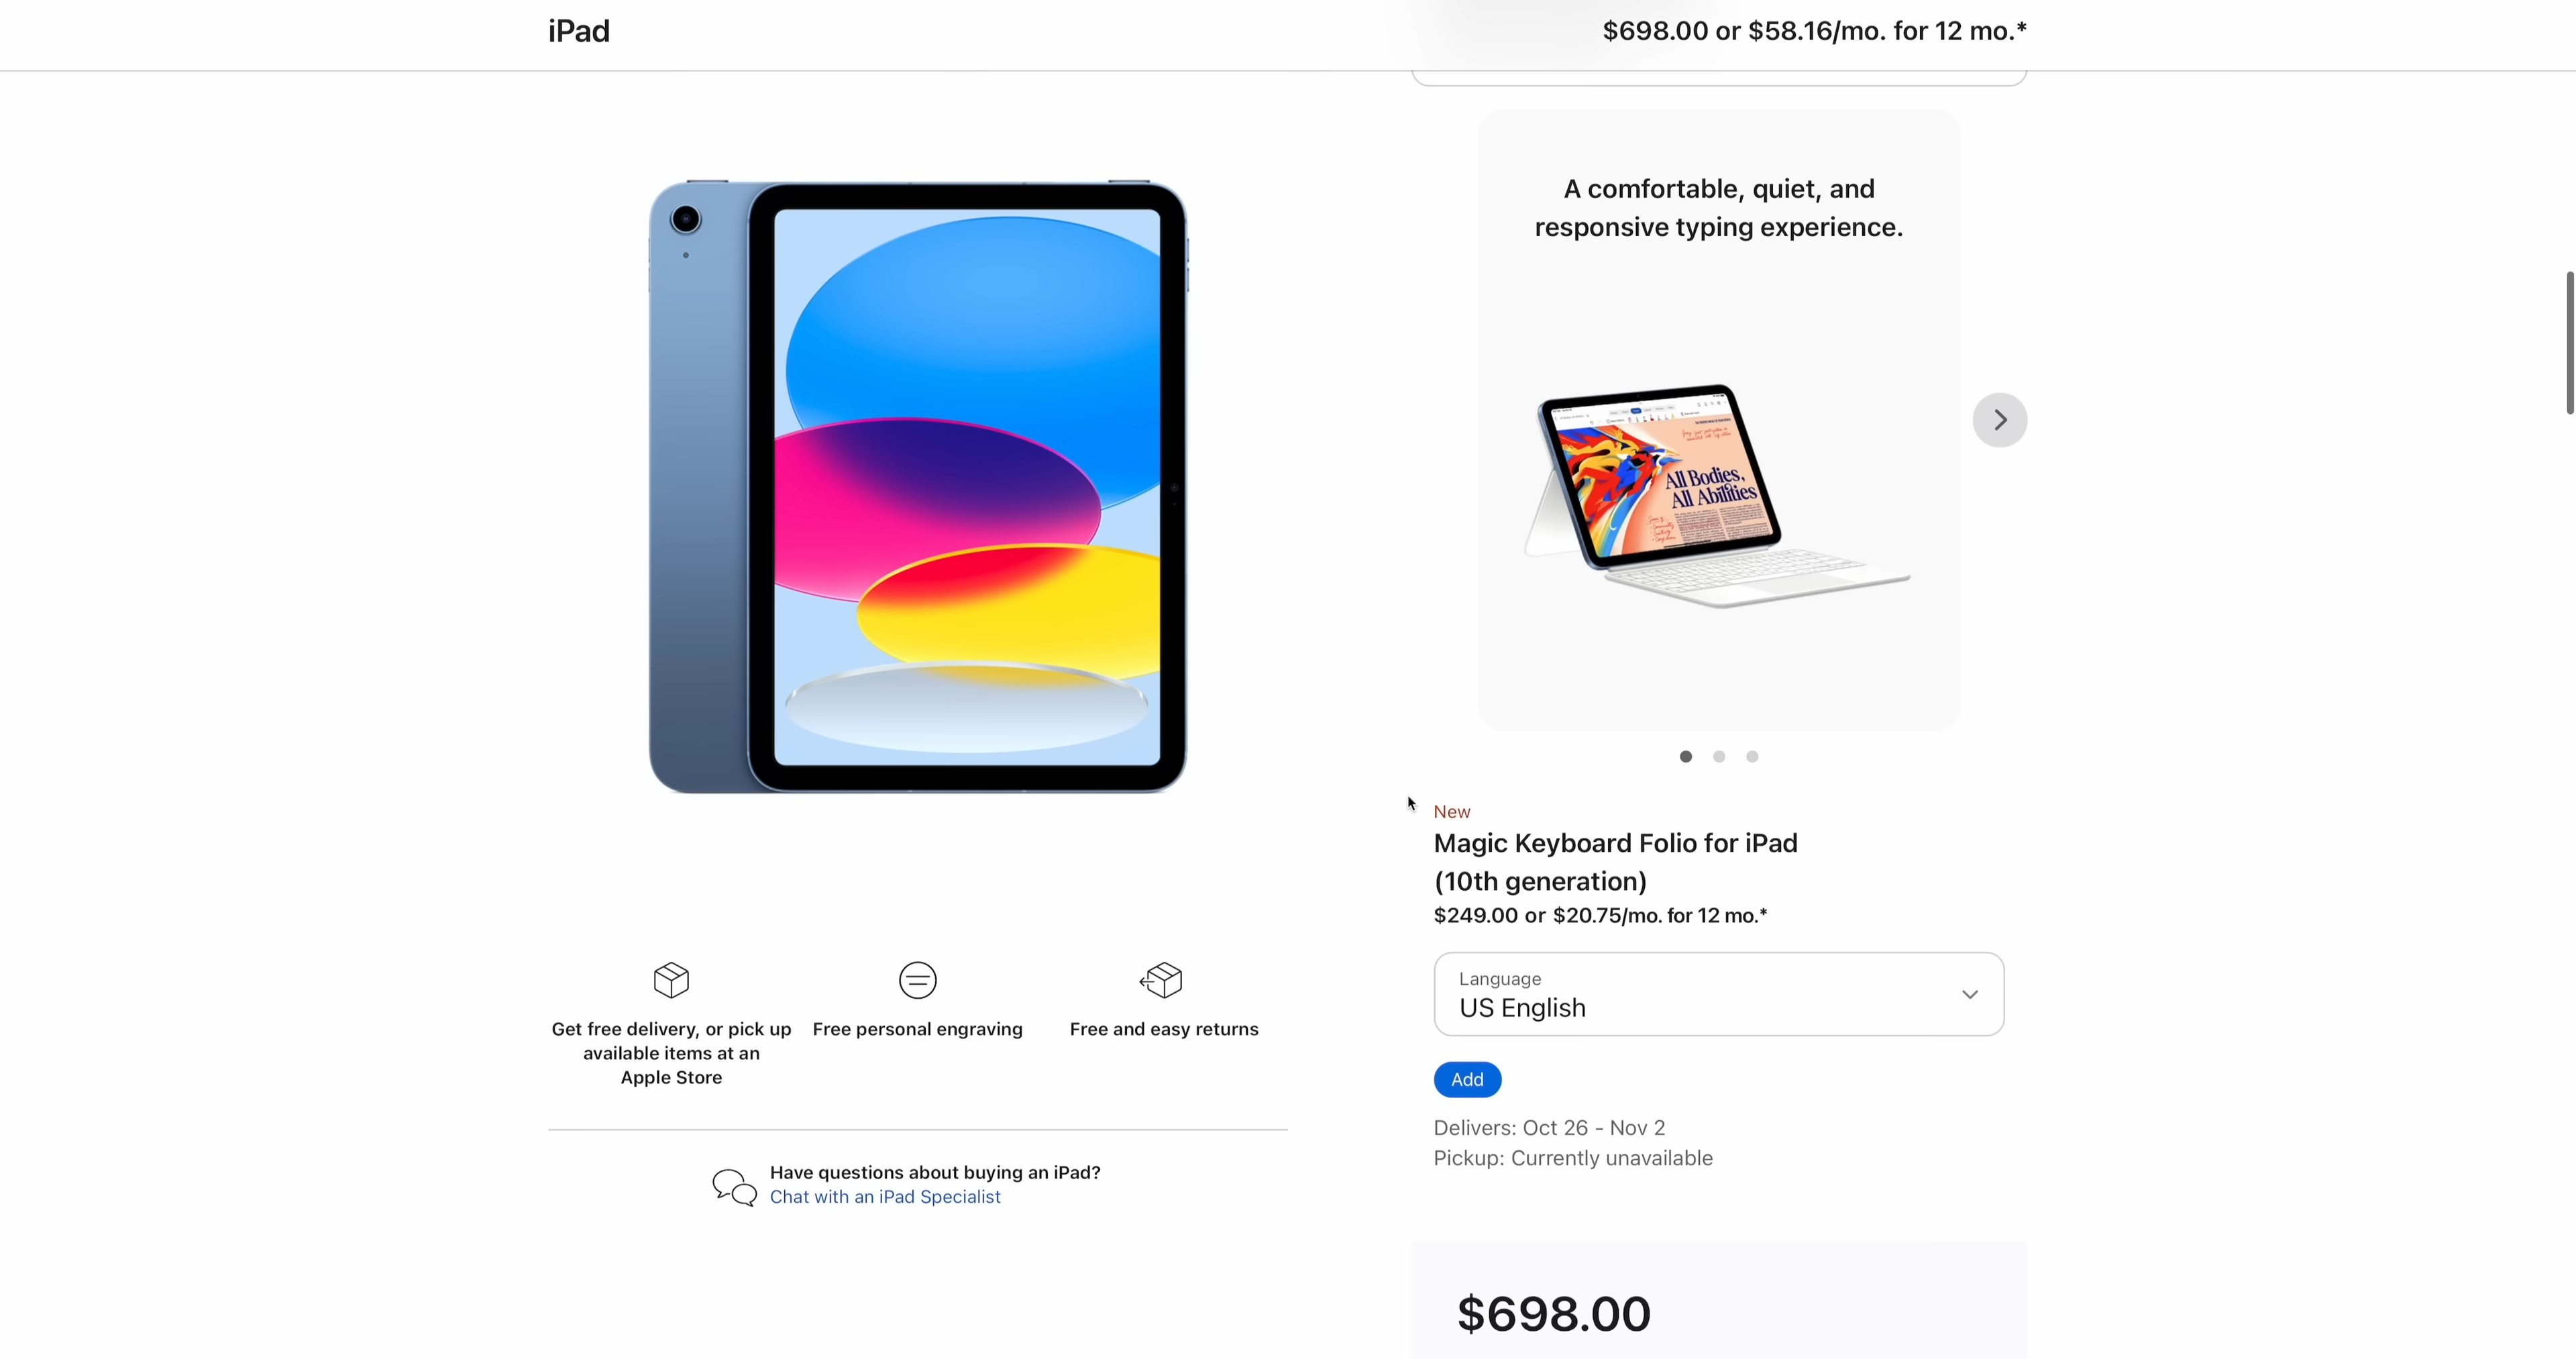 iPad
$698.00 or $58.16/mo. for 12 mo.*
A comfortable, quiet, and
responsive typing experience.
All Bodies,
All Abilities
New
Magic Keyboard Folio for iPad
(10th generation)
$249.00 or $20.75/mo. for 12 mo.*
Language
US English
Add
Delivers: Oct 26 - Nov 2
Pickup: Currently unavailable
Get free delivery, or pick up
available items at an
Apple Store
Free personal engraving
Free and easy returns
Have questions about buying an iPad?
Chat with an iPad Specialist
$698.00